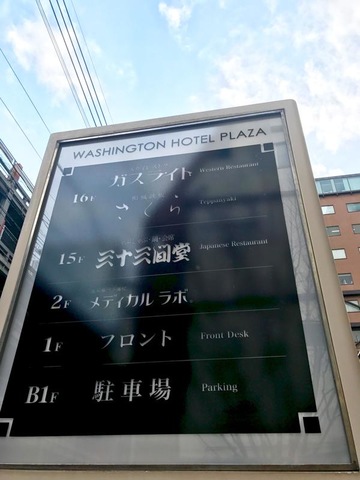 WASHINGTON HOTEL PLAZA
ガスライト Western Restaurant
16F
さくら Teppanyaki
15F 三十三間堂 Japanese Restaurant
2F メディカル ラボ
1F フロント Front Desk
B1F 駐車場 Parking